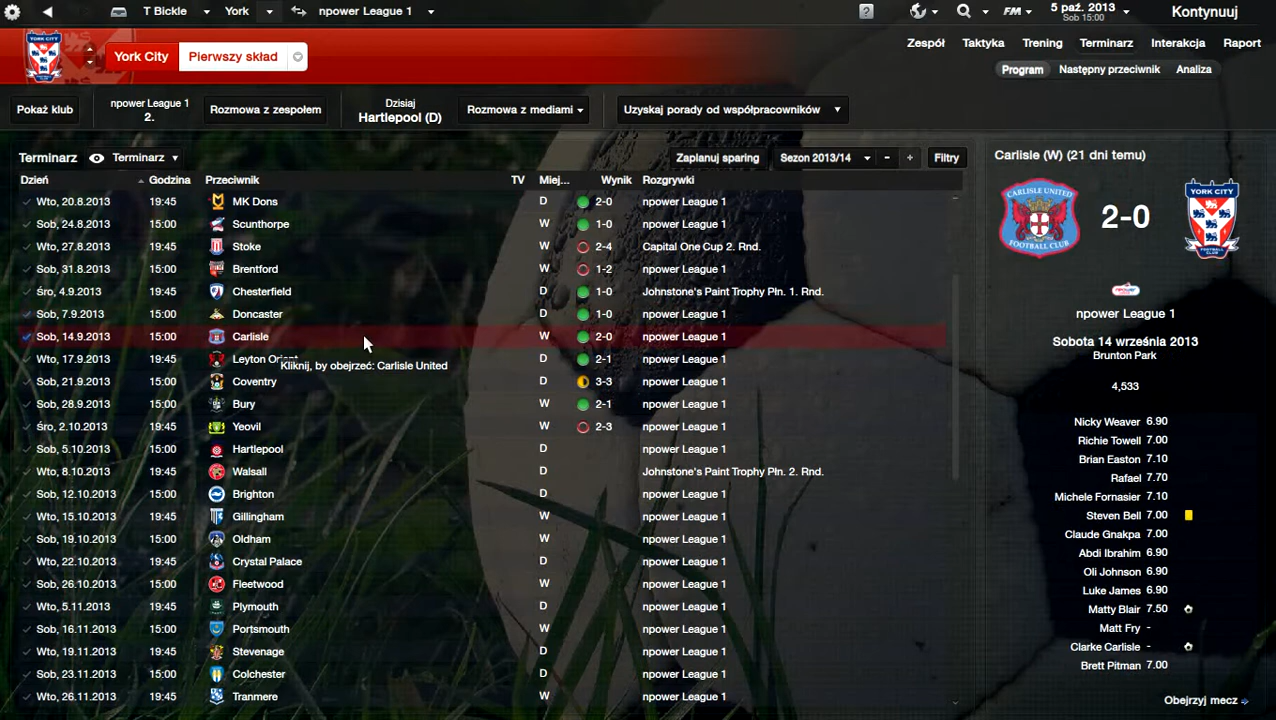 T Bickle York npower League 1 ? FM 5 paź. 2013 Sob 15:00 Kontynuuj
York City Pierwszy skład Zespół Taktyka Trening Terminarz Interakcja Raport
Program Następny przeciwnik Analiza
Pokaż klub npower League 1 2. Rozmowa z zespołem Dzisiaj Hartlepool (D) Rozmowa z mediami Uzyskaj porady od współpracowników
Terminarz Terminarz Zaplanuj sparing Sezon 2013/14 - + Filtry
Dzień Godzina Przeciwnik TV Miej... Wynik Rozgrywki
Wto, 20.8.2013 19:45 MK Dons D 2-0 npower League 1
Sob, 24.8.2013 15:00 Scunthorpe W 1-0 npower League 1
Wto, 27.8.2013 19:45 Stoke W 2-4 Capital One Cup 2. Rnd.
Sob, 31.8.2013 15:00 Brentford W 1-2 npower League 1
Śro, 4.9.2013 19:45 Chesterfield D 1-0 Johnstone's Paint Trophy Pln. 1. Rnd.
Sob, 7.9.2013 15:00 Doncaster D 1-0 npower League 1
Sob, 14.9.2013 15:00 Carlisle W 2-0 npower League 1
Wto, 17.9.2013 19:45 Leyton Orient D 2-1 npower League 1
Kliknij, by obejrzeć: Carlisle United
Sob, 21.9.2013 15:00 Coventry D 3-3 npower League 1
Sob, 28.9.2013 15:00 Bury W 2-1 npower League 1
Śro, 2.10.2013 19:45 Yeovil W 2-3 npower League 1
Sob, 5.10.2013 15:00 Hartlepool D npower League 1
Wto, 8.10.2013 19:45 Walsall D Johnstone's Paint Trophy Pln. 2. Rnd.
Sob, 12.10.2013 15:00 Brighton D npower League 1
Wto, 15.10.2013 19:45 Gillingham W npower League 1
Sob, 19.10.2013 15:00 Oldham W npower League 1
Wto, 22.10.2013 19:45 Crystal Palace D npower League 1
Sob, 26.10.2013 15:00 Fleetwood W npower League 1
Wto, 5.11.2013 19:45 Plymouth D npower League 1
Sob, 16.11.2013 15:00 Portsmouth W npower League 1
Wto, 19.11.2013 19:45 Stevenage D npower League 1
Sob, 23.11.2013 15:00 Colchester D npower League 1
Wto, 26.11.2013 19:45 Tranmere W npower League 1
Carlisle (W) (21 dni temu)
CARLISLE UNITED FOOTBALL CLUB 2-0 YORK CITY FOOTBALL CLUB
npower
npower League 1
Sobota 14 września 2013
Brunton Park
4,533
Nicky Weaver 6.90
Richie Towell 7.00
Brian Easton 7.10
Rafael 7.70
Michele Fornasier 7.10
Steven Bell 7.00
Claude Gnakpa 7.00
Abdi Ibrahim 6.90
Oli Johnson 6.90
Luke James 6.90
Matty Blair 7.50
Matt Fry -
Clarke Carlisle -
Brett Pitman 7.00
Obejrzyj mecz